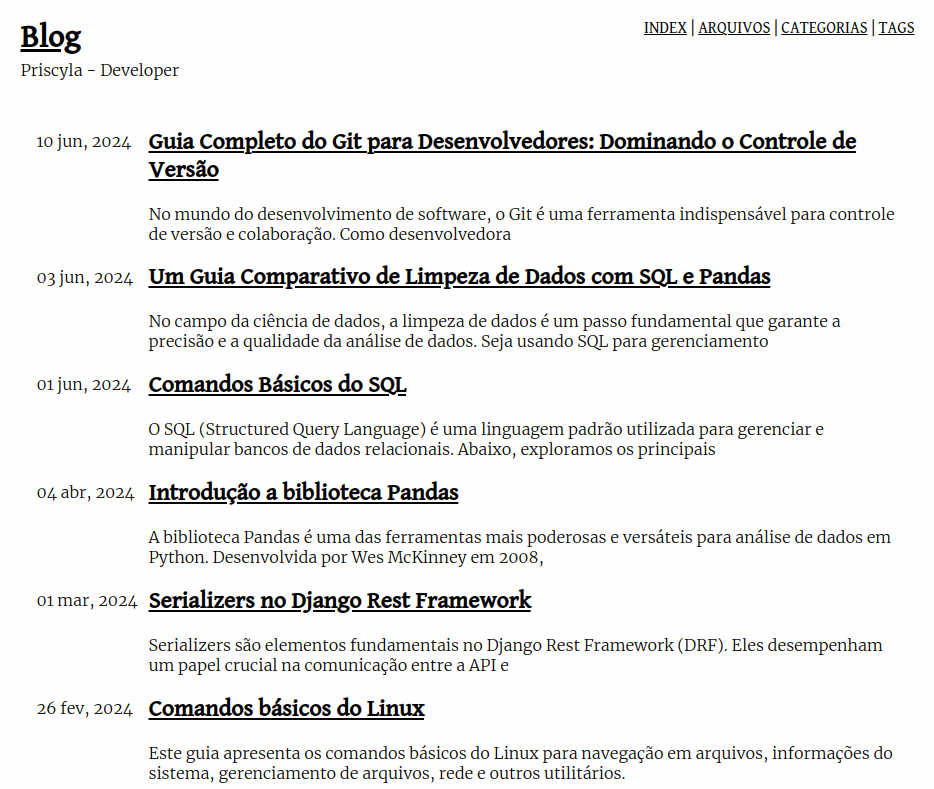 Blog
INDEX | ARQUIVOS | CATEGORIAS | TAGS
Priscyla - Developer
10 jun, 2024
Guia Completo do Git para Desenvolvedores: Dominando o Controle de
Versão
No mundo do desenvolvimento de software, o Git é uma ferramenta indispensável para controle
de versão e colaboração. Como desenvolvedora
03 jun, 2024
Um Guia Comparativo de Limpeza de Dados com SQL e Pandas
No campo da ciência de dados, a limpeza de dados é um passo fundamental que garante a
precisão e a qualidade da análise de dados. Seja usando SQL para gerenciamento
01 jun, 2024
Comandos Básicos do SQL
O SQL (Structured Query Language) é uma linguagem padrão utilizada para gerenciar e
manipular bancos de dados relacionais. Abaixo, exploramos os principais
04 abr, 2024
Introdução a biblioteca Pandas
A biblioteca Pandas é uma das ferramentas mais poderosas e versáteis para análise de dados em
Python. Desenvolvida por Wes McKinney em 2008,
01 mar, 2024
Serializers no Django Rest Framework
Serializers são elementos fundamentais no Django Rest Framework (DRF). Eles desempenham
um papel crucial na comunicação entre a API e
26 fev, 2024
Comandos básicos do Linux
Este guia apresenta os comandos básicos do Linux para navegação em arquivos, informações do
sistema, gerenciamento de arquivos, rede e outros utilitários.